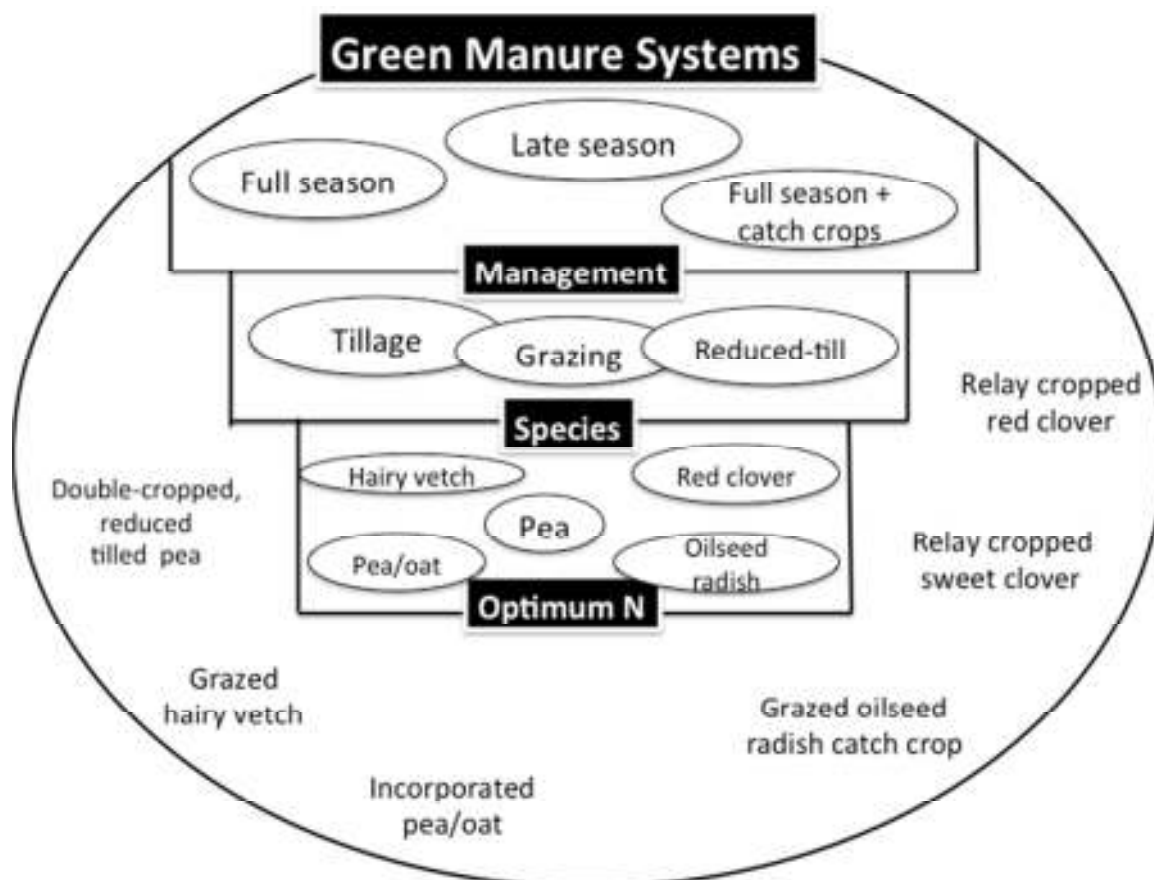 Green Manure Systems
Late season
Full season
Full season +
catch crops
Management
Tillage
Grazing
Reduced-till
Relay cropped
red clover
Species
Hairy vetch
Red clover
Pea
Pea/oat
Oilseed
radish
Optimum N
Double-cropped,
reduced
tilled pea
Relay cropped
sweet clover
Grazed
hairy vetch
Grazed oilseed
radish catch crop
Incorporated
pea/oat